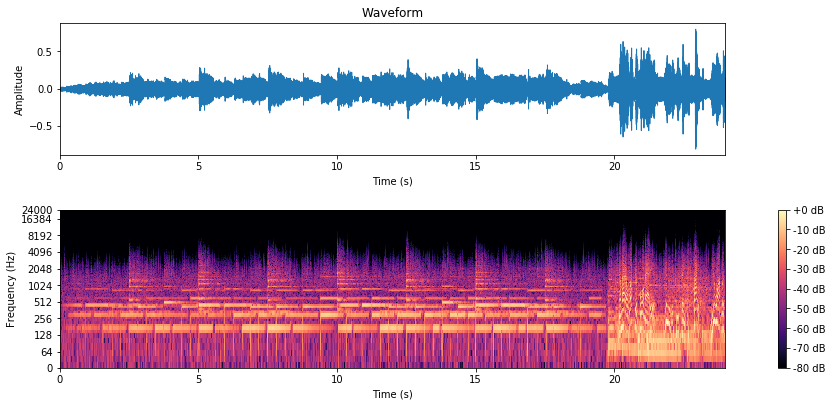 Waveform
Amplitude
0.5
0.0
−0.5
0 5 10 15 20
Time (s)
Frequency (Hz)
24000
16384
8192
4096
2048
1024
512
256
128
64
0
0 5 10 15 20
Time (s)
+0 dB
-10 dB
-20 dB
-30 dB
-40 dB
-50 dB
-60 dB
-70 dB
-80 dB